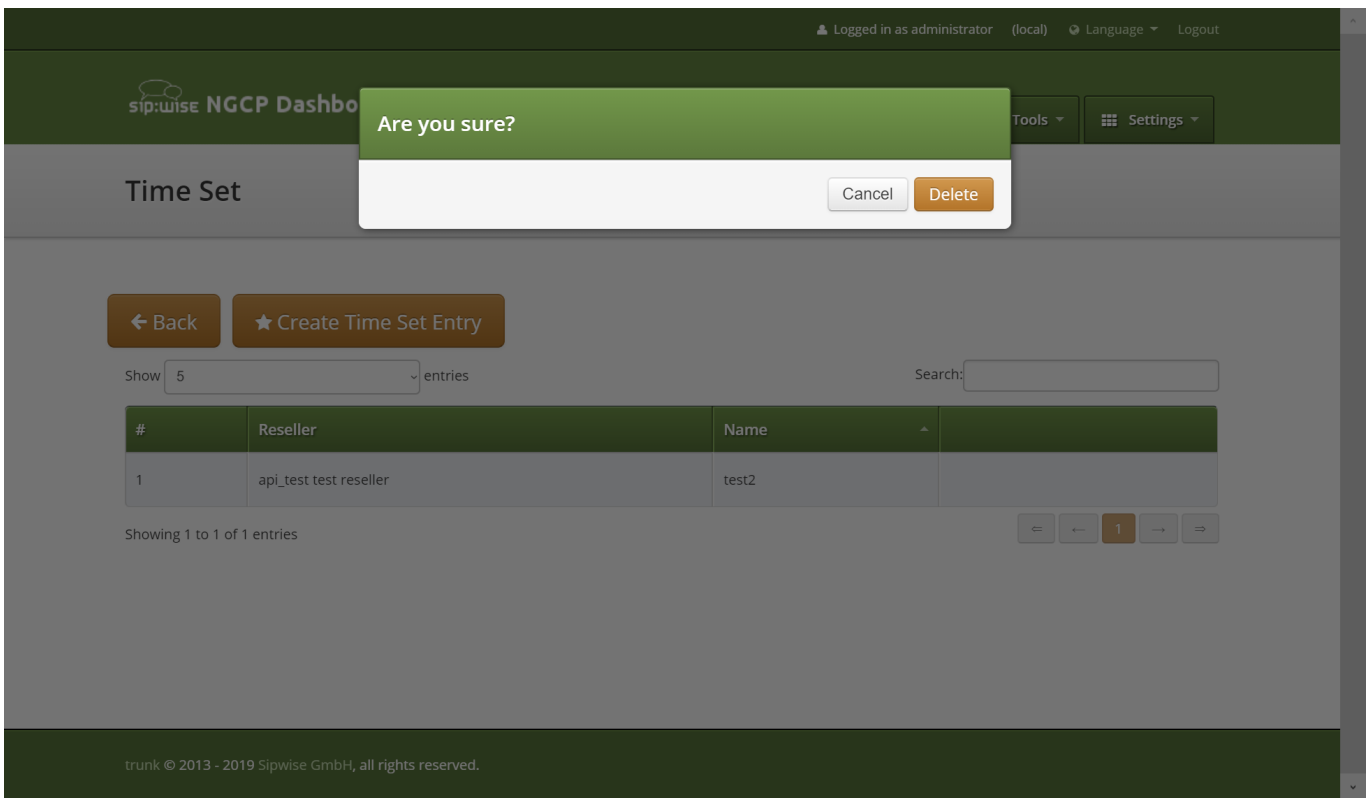 Logged in as administrator (local) Language Logout
sip:wise NGCP Dashbo
Tools Settings
Are you sure?
Cancel Delete
Time Set
← Back ★ Create Time Set Entry
Show 5 entries Search:
# Reseller Name
1 api_test test reseller test2
Showing 1 to 1 of 1 entries
⇐ ← 1 → ⇒
trunk © 2013 - 2019 Sipwise GmbH, all rights reserved.